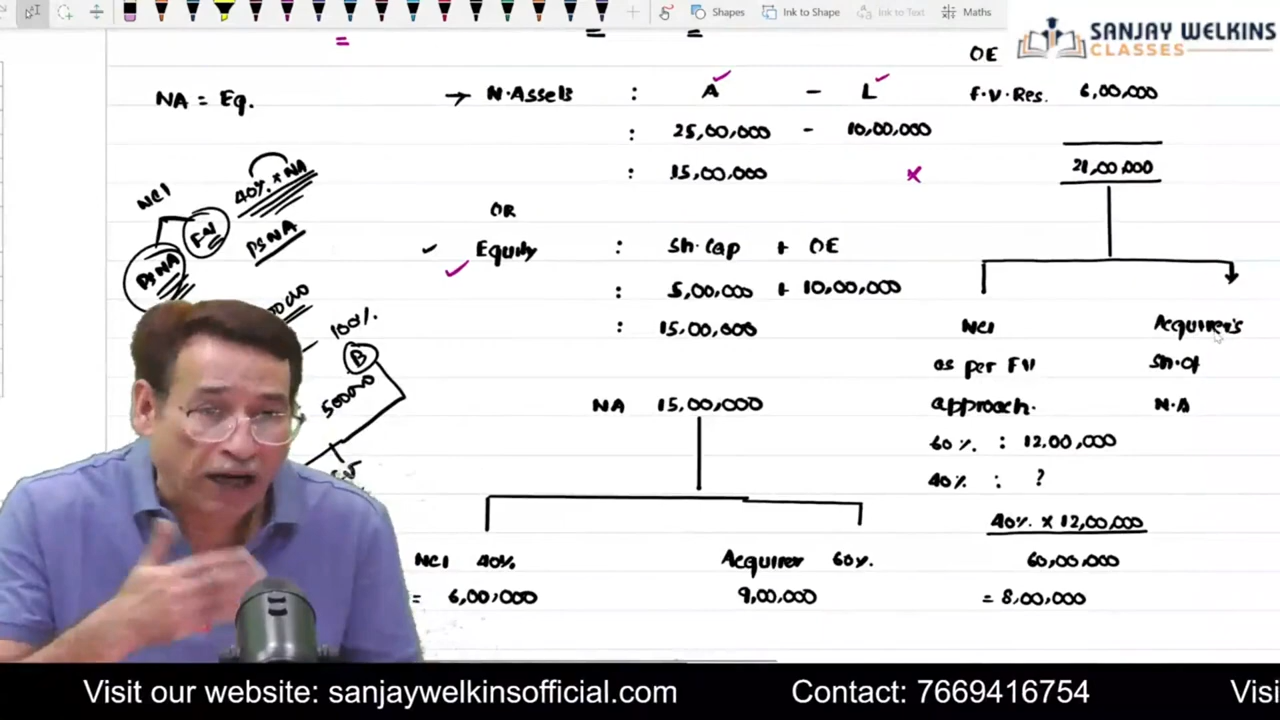 Shapes
Ink to Shape
Ink to Text
Maths
SANJAY WELKINS
CLASSES
=
NA = Eq.
NCI
40% × NA
FV
PSNA
PSNA
100%
B
50000
→ N.Assets : A - L
: 25,00,000 - 10,00,000
: 15,00,000 ×
OR
Equity : Sh.Cap + OE
: 5,00,000 + 10,00,000
: 15,00,000
NA 15,00,000
NCI 40% Acquirer 60%.
= 6,00,000 9,00,000
OE
F.V.Res. 6,00,000
21,00,000
NCI
as per FV
approach.
60%. : 12,00,000
40%. : ?
40%. × 12,00,000
60,00,000
= 8,00,000
Acquirer's
Sh.of
N.A
Visit our website: sanjaywelkinsofficial.com Contact: 7669416754 Visi